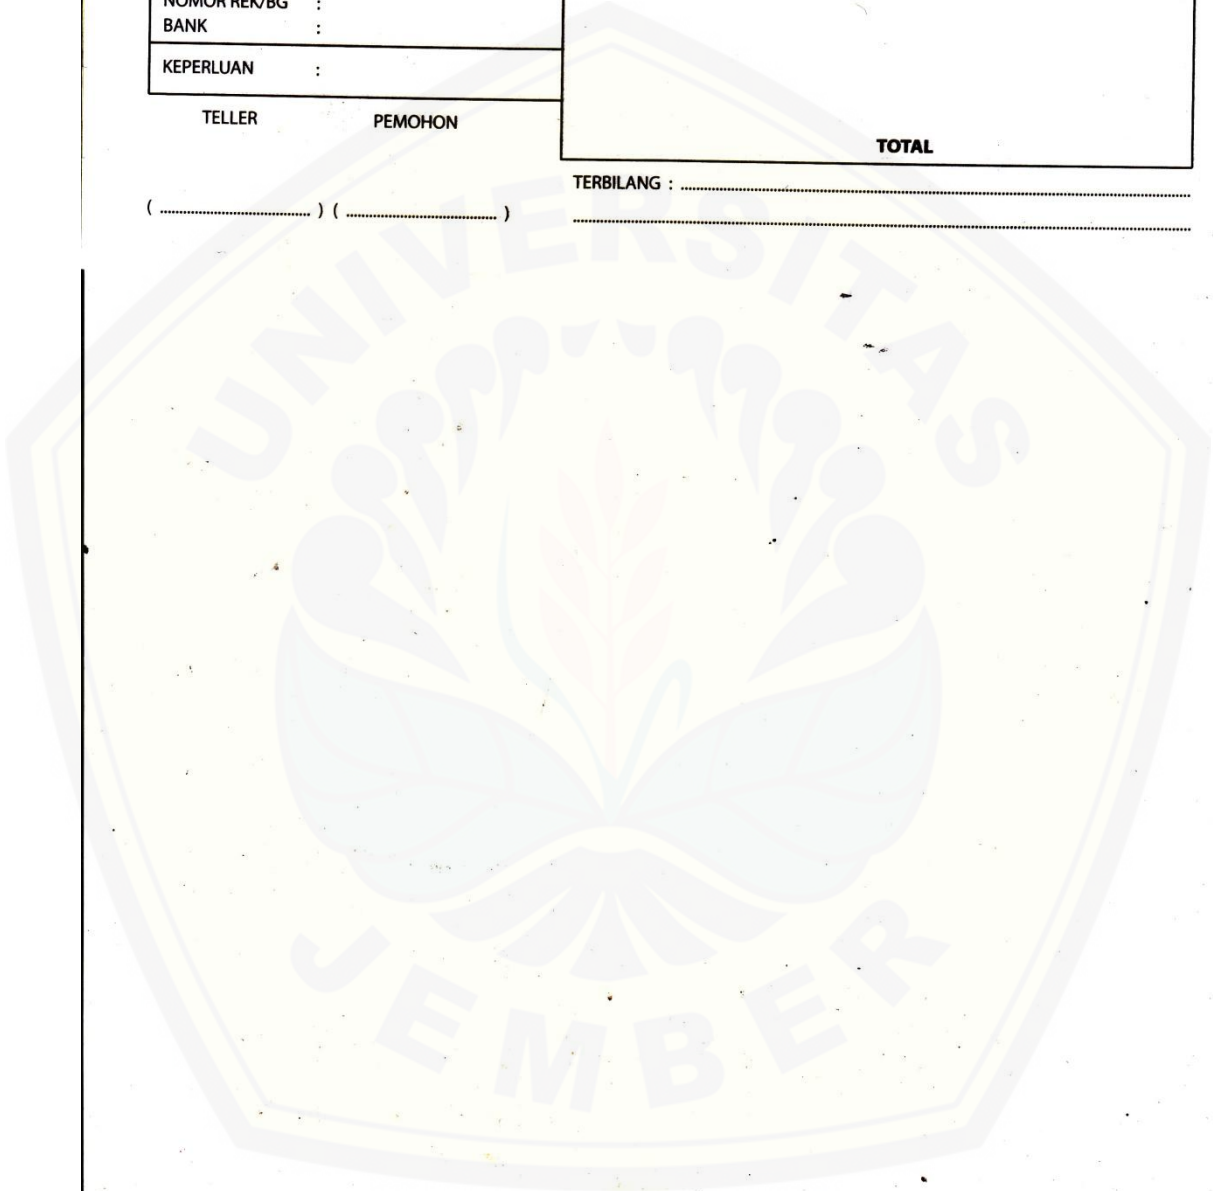 NOMOR REK/BG :
BANK :
KEPERLUAN :
TELLER PEMOHON
TOTAL
TERBILANG : ........................................
( .................................... ) ( .................................... )
........................................
UNIVERSITAS
JEMBER